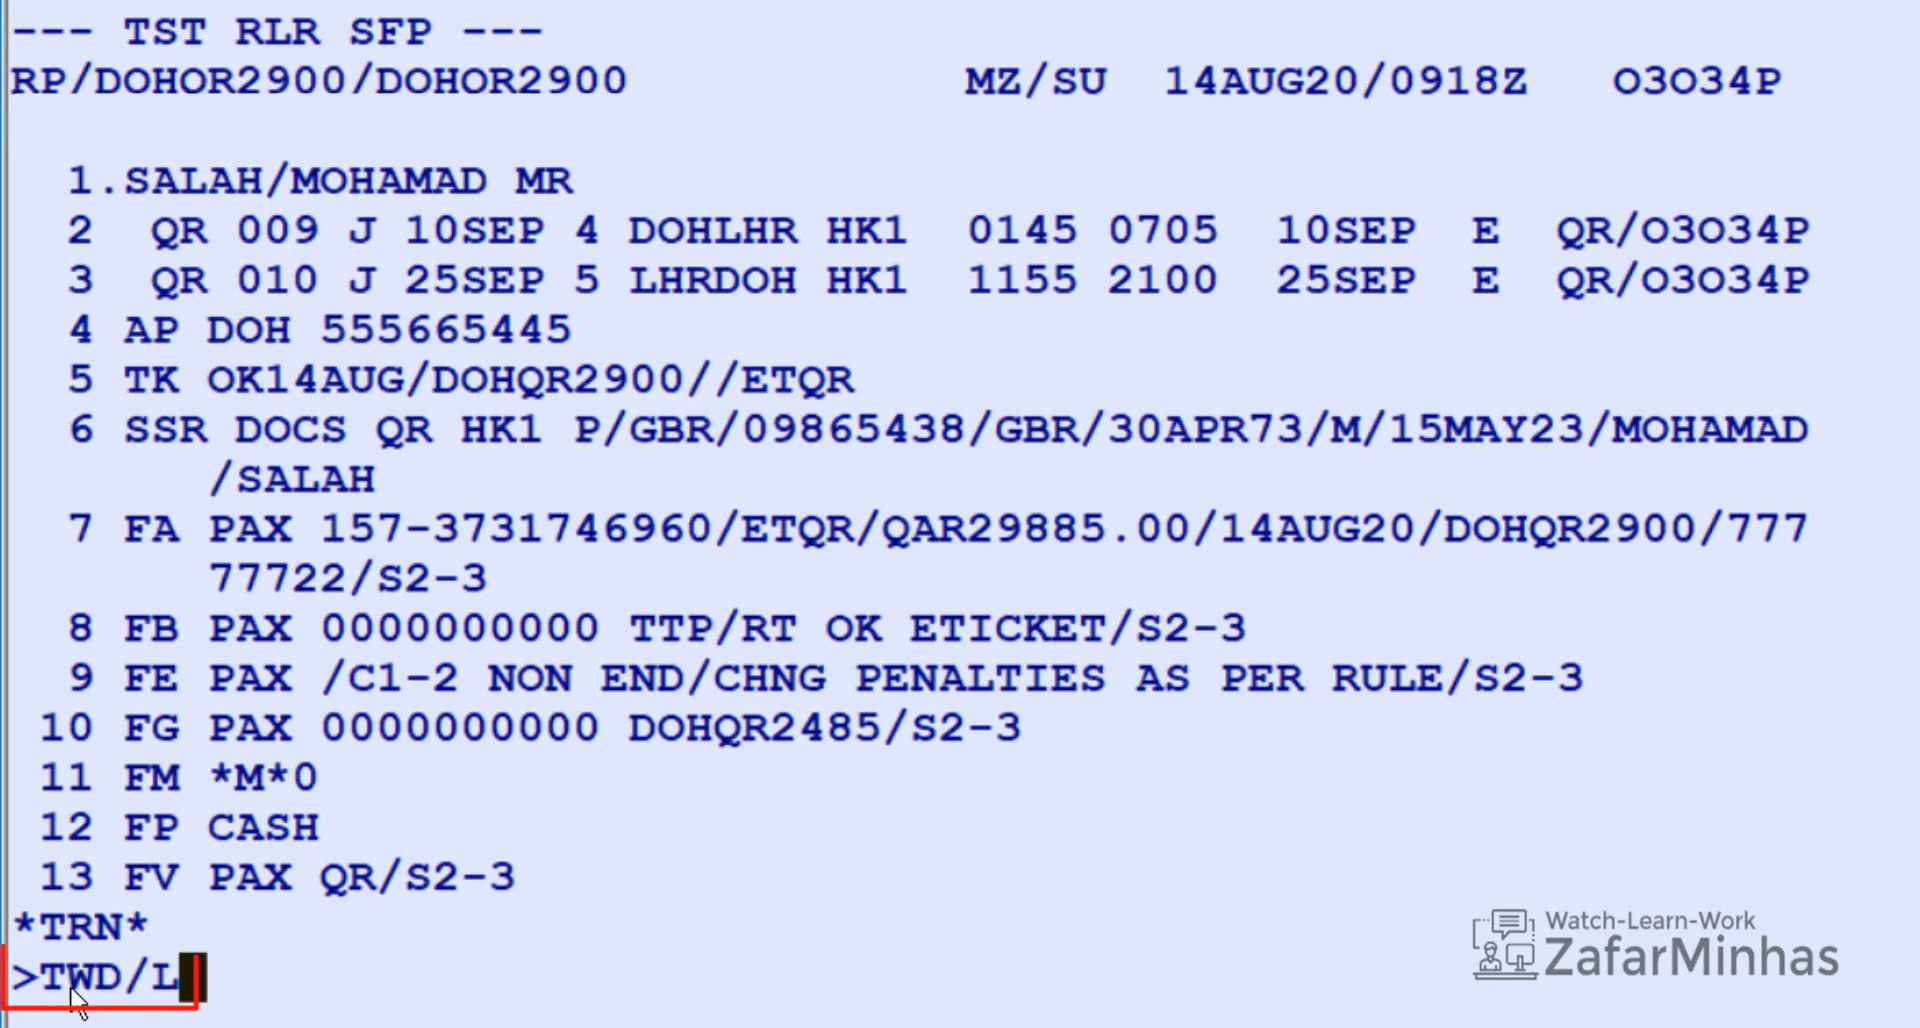 --- TST RLR SFP ---
RP/DOHOR2900/DOHOR2900 MZ/SU 14AUG20/0918Z O3O34P
1.SALAH/MOHAMAD MR
2 QR 009 J 10SEP 4 DOHLHR HK1 0145 0705 10SEP E QR/O3O34P
3 QR 010 J 25SEP 5 LHRDOH HK1 1155 2100 25SEP E QR/O3O34P
4 AP DOH 555665445
5 TK OK14AUG/DOHQR2900//ETQR
6 SSR DOCS QR HK1 P/GBR/09865438/GBR/30APR73/M/15MAY23/MOHAMAD
/SALAH
7 FA PAX 157-3731746960/ETQR/QAR29885.00/14AUG20/DOHQR2900/777
77722/S2-3
8 FB PAX 0000000000 TTP/RT OK ETICKET/S2-3
9 FE PAX /C1-2 NON END/CHNG PENALTIES AS PER RULE/S2-3
10 FG PAX 0000000000 DOHQR2485/S2-3
11 FM *M*0
12 FP CASH
13 FV PAX QR/S2-3
*TRN*
>TWD/L
Watch-Learn-Work
ZafarMinhas